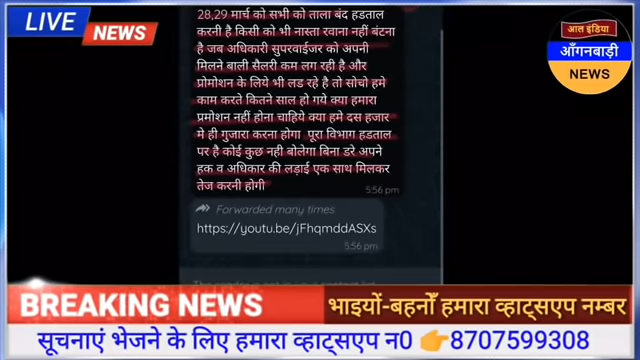 LIVE
NEWS
आल इंडिया
आँगनबाड़ी
NEWS
28,29 मार्च को सभी को ताला बंद हडताल
करनी है किसी को भी नास्ता रवाना नहीं बंटना
है जब अधिकारी सुपरवाईजर को अपनी
मिलने बाली सैलरी कम लग रही है और
प्रोमोशन के लिये भी लड रहे है तो सोचो हमे
काम करते कितने साल हो गये क्या हमारा
प्रमोशन नहीं होना चाहिये क्या हमे दस हजार
मे ही गुजारा करना होगा पूरा विभाग हडताल
पर है कोई कुछ नही बोलेगा बिना डरे अपने
हक व अधिकार की लड़ाई एक साथ मिलकर
तेज करनी होगी
5:56 pm
Forwarded many times
https://youtu.be/jFhqmddASXs
5:56 pm
BREAKING NEWS
भाइयों-बहनोँ हमारा व्हाट्सएप नम्बर
सूचनाएं भेजने के लिए हमारा व्हाट्सएप न0 👉8707599308